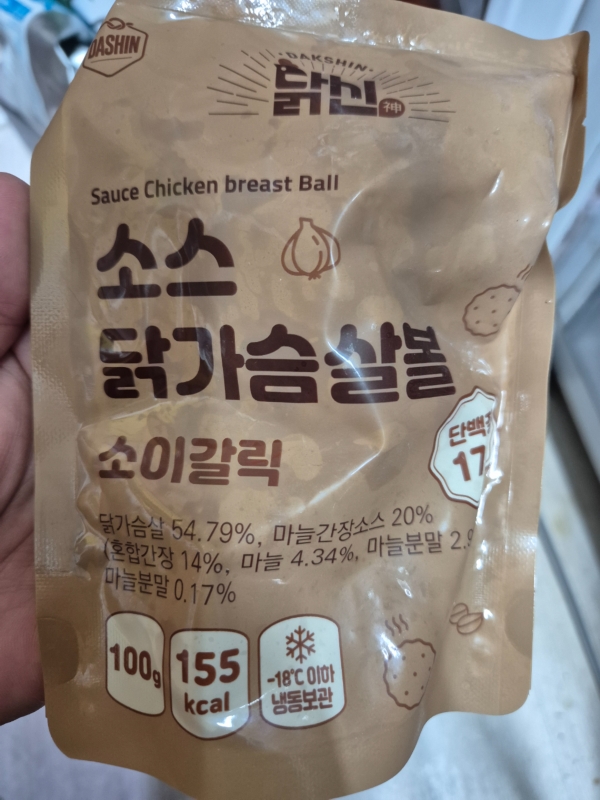 DASHIN
DAKSHIN
닭신 神
Sauce Chicken breast Ball
소스
닭가슴살볼
소이갈릭
단백
17
닭가슴살 54.79%, 마늘간장소스 20%
(혼합간장 14%, 마늘 4.34%, 마늘분말 2.9
마늘분말 0.17%
100g
155
kcal
-18℃ 이하
냉동보관